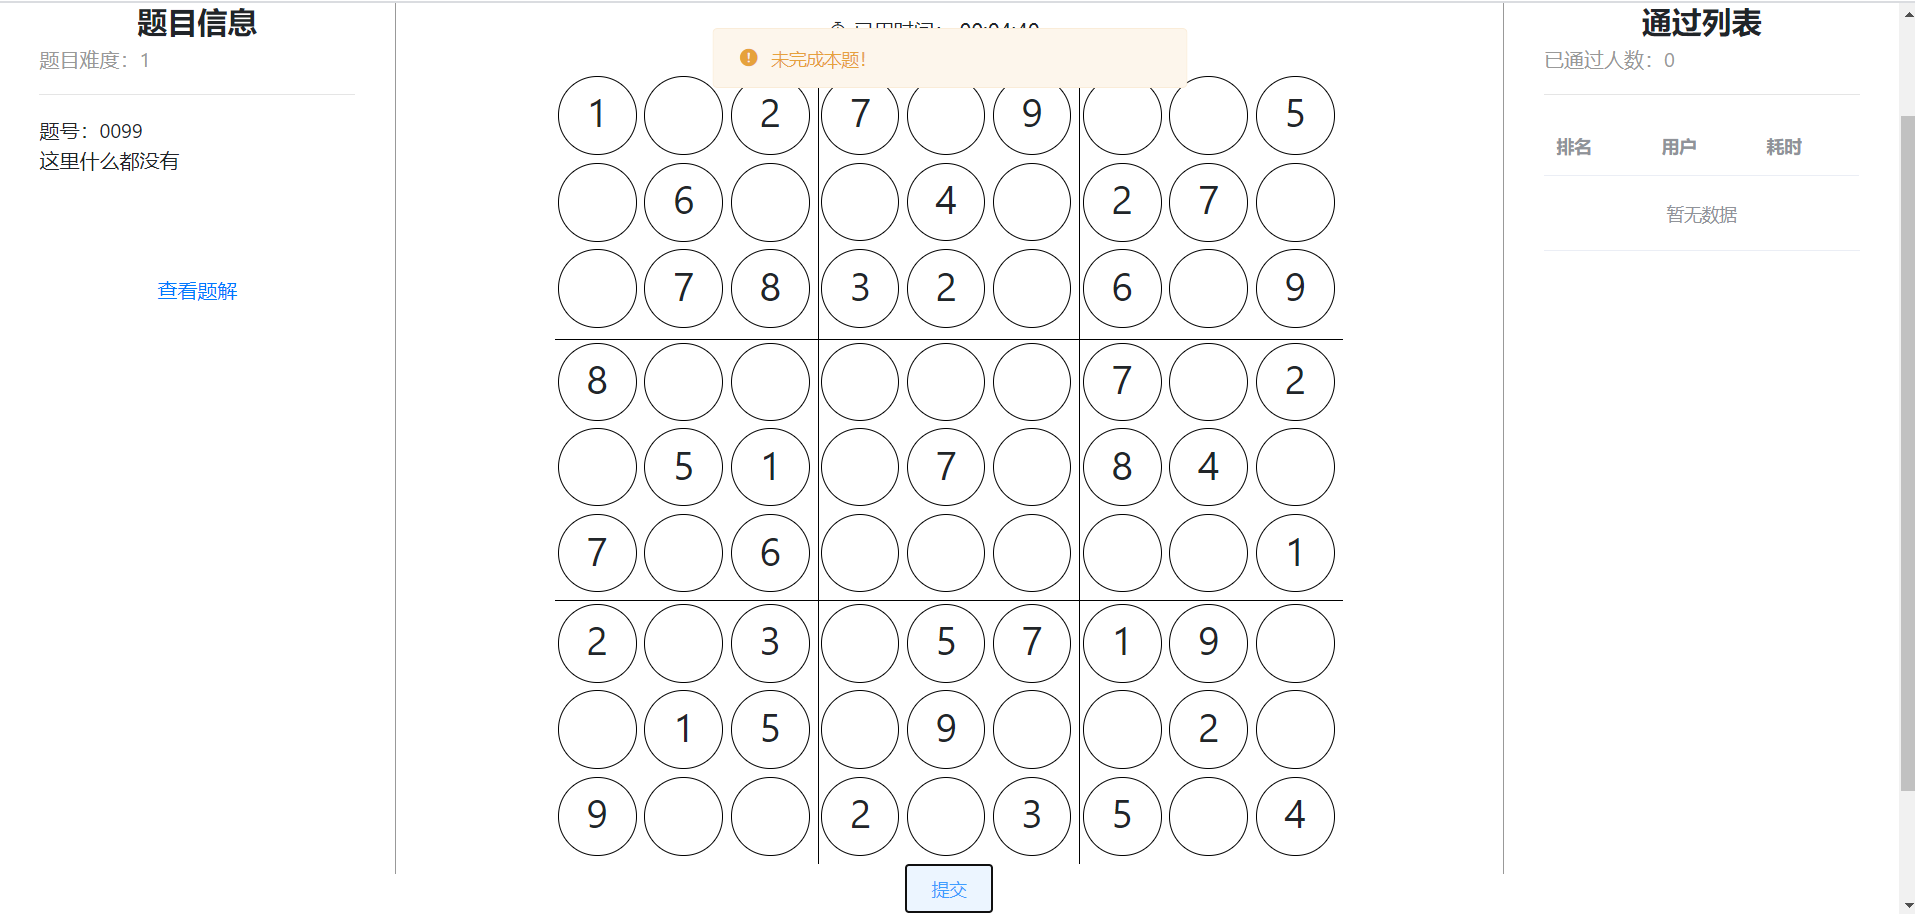 题目信息
题目难度：1
题号：0099
这里什么都没有
查看题解
未完成本题！
1 2 7 9 5
6 4 2 7
7 8 3 2 6 9
8 7 2
5 1 7 8 4
7 6 1
2 3 5 7 1 9
1 5 9 2
9 2 3 5 4
提交
通过列表
已通过人数：0
排名 用户 耗时
暂无数据